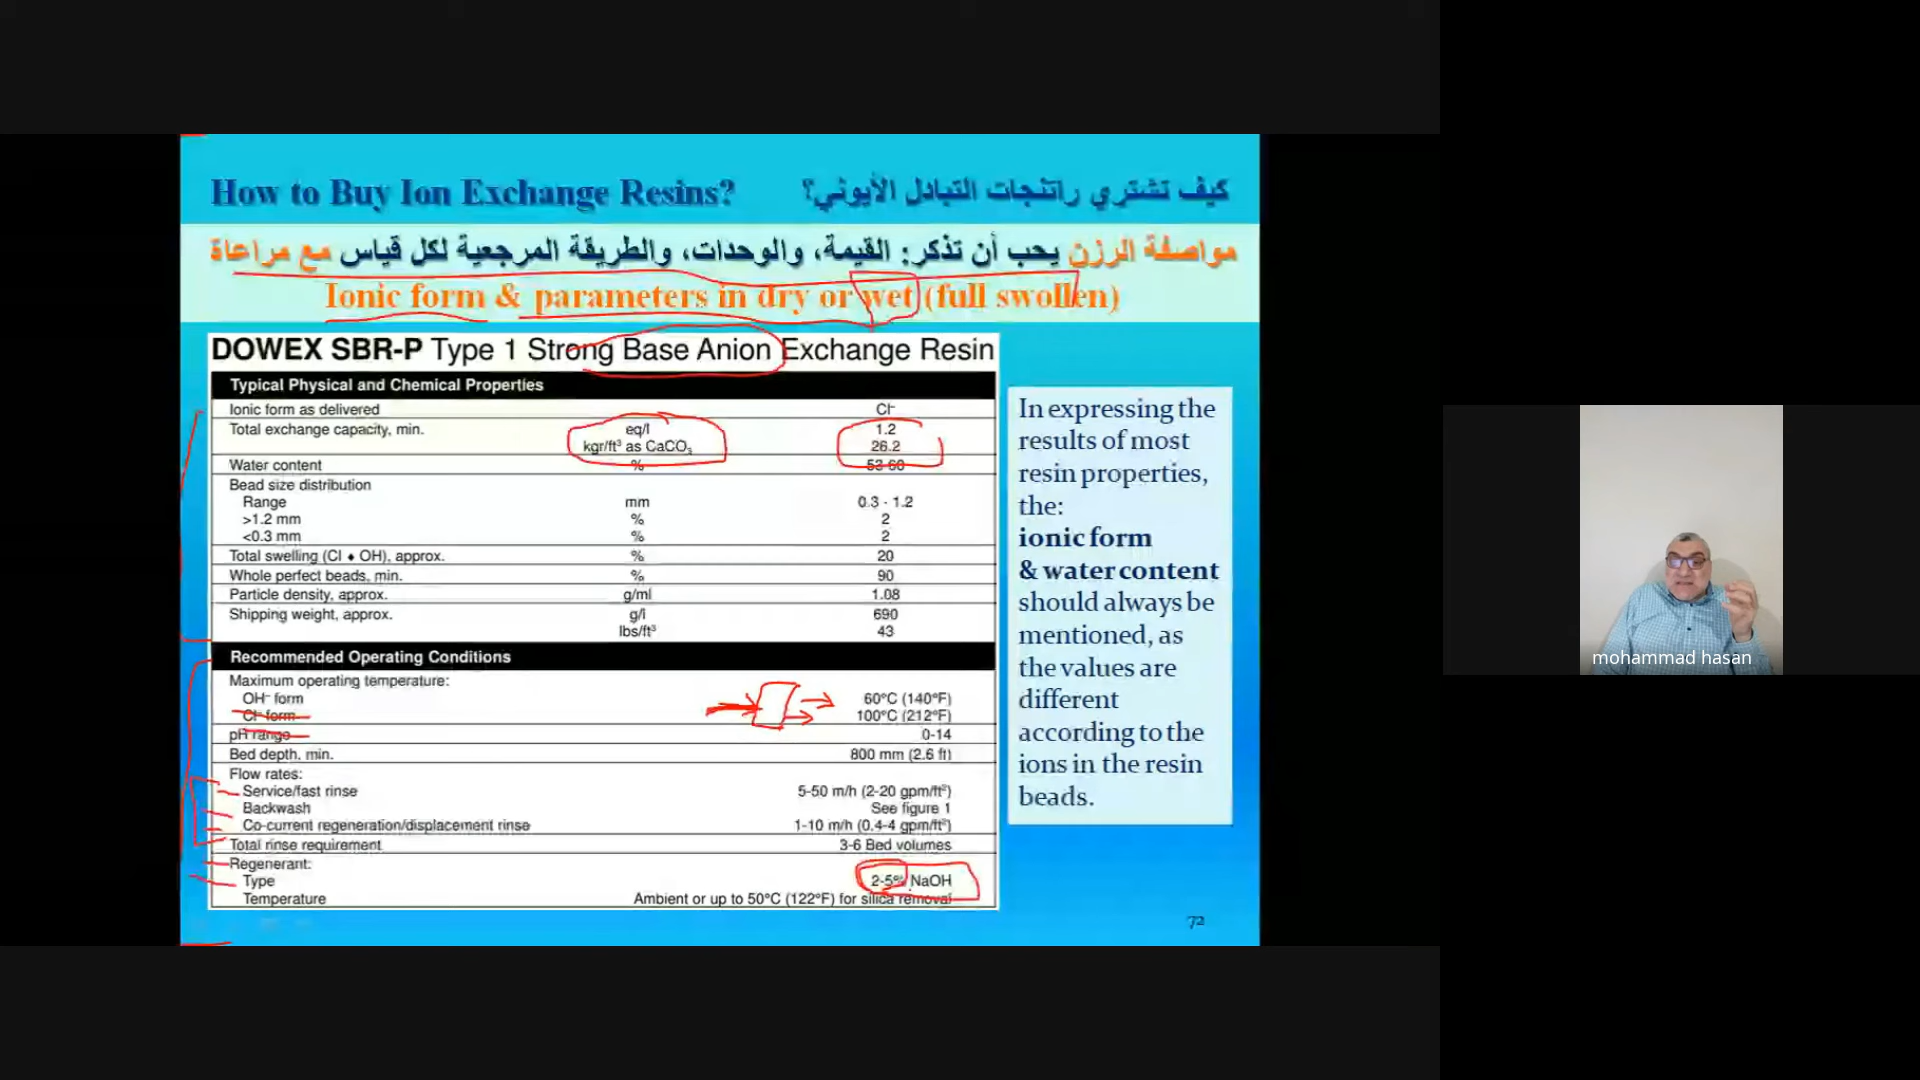 How to Buy Ion Exchange Resins?
كيف تشتري راتنجات التبادل الأيوني؟
مواصفة الرزن يحب أن تذكر: القيمة، والوحدات، والطريقة المرجعية لكل قياس مع مراعاة
Ionic form & parameters in dry or wet (full swollen)
DOWEX SBR-P Type 1 Strong Base Anion Exchange Resin
Typical Physical and Chemical Properties
Ionic form as delivered Cl⁻
Total exchange capacity, min. eq/l 1.2
kgr/ft³ as CaCO₃ 26.2
Water content % 53-60
Bead size distribution
Range mm 0.3 - 1.2
>1.2 mm % 2
<0.3 mm % 2
Total swelling (Cl ♦ OH), approx. % 20
Whole perfect beads, min. % 90
Particle density, approx. g/ml 1.08
Shipping weight, approx. g/l 690
lbs/ft³ 43
Recommended Operating Conditions
Maximum operating temperature:
OH⁻ form 60°C (140°F)
Cl⁻ form 100°C (212°F)
pH range 0-14
Bed depth, min. 800 mm (2.6 ft)
Flow rates:
Service/fast rinse 5-50 m/h (2-20 gpm/ft²)
Backwash See figure 1
Co-current regeneration/displacement rinse 1-10 m/h (0.4-4 gpm/ft²)
Total rinse requirement 3-6 Bed volumes
Regenerant:
Type 2-5% NaOH
Temperature Ambient or up to 50°C (122°F) for silica removal
In expressing the
results of most
resin properties,
the:
ionic form
& water content
should always be
mentioned, as
the values are
different
according to the
ions in the resin
beads.
72
mohammad hasan